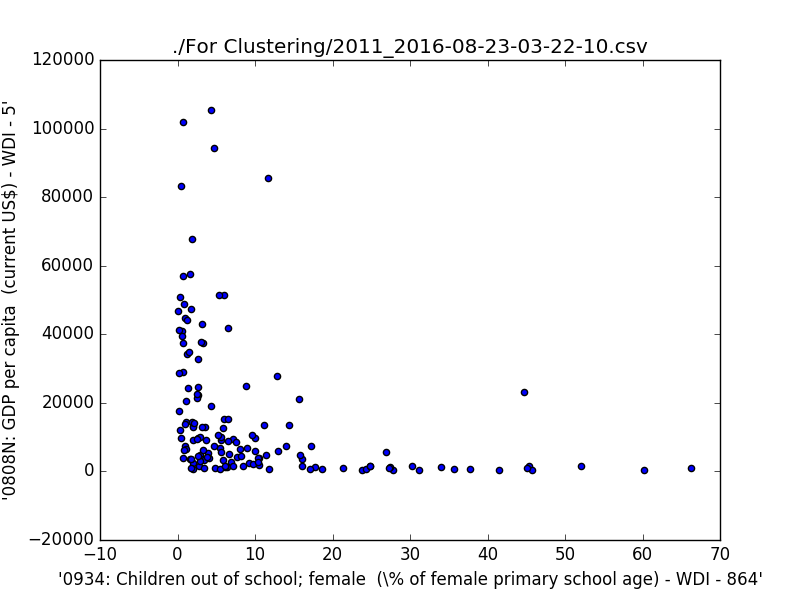 ./For Clustering/2011_2016-08-23-03-22-10.csv
120000
100000
80000
60000
40000
20000
0
−20000
'0808N: GDP per capita  (current US$) - WDI - 5'
−10 0 10 20 30 40 50 60 70
'0934: Children out of school; female  (\% of female primary school age) - WDI - 864'